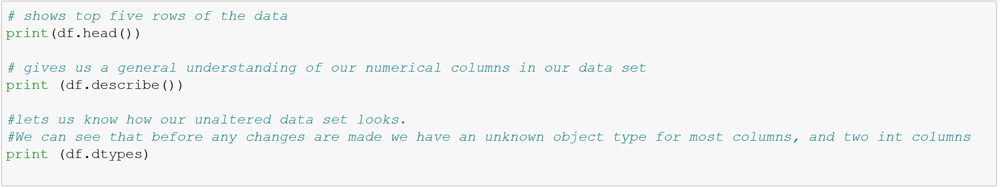 # shows top five rows of the data
print(df.head())
# gives us a general understanding of our numerical columns in our data set
print (df.describe())
#lets us know how our unaltered data set looks.
#We can see that before any changes are made we have an unknown object type for most columns, and two int columns
print (df.dtypes)